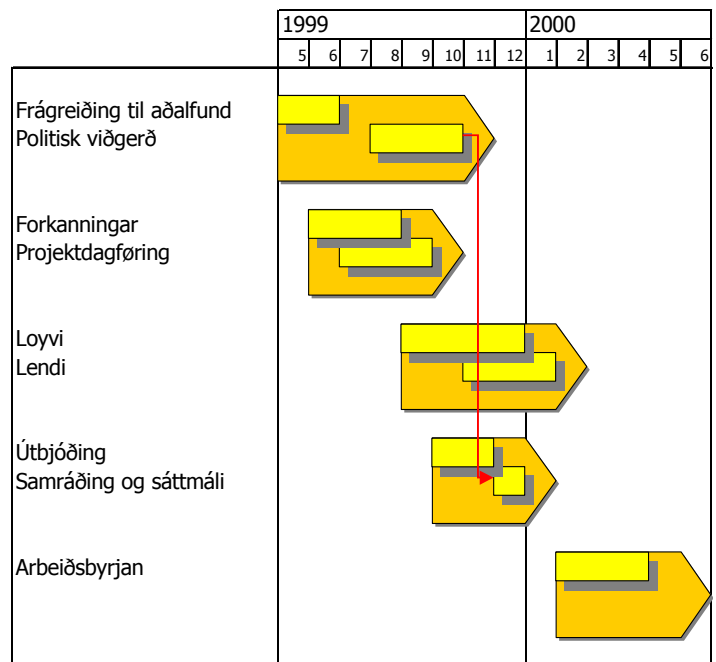 1999 2000
5 6 7 8 9 10 11 12 1 2 3 4 5 6
Frágreiðing til aðalfund
Politisk viðgerð
Forkanningar
Projektdagføring
Loyvi
Lendi
Útbjóðing
Samráðing og sáttmáli
Arbeiðsbyrjan